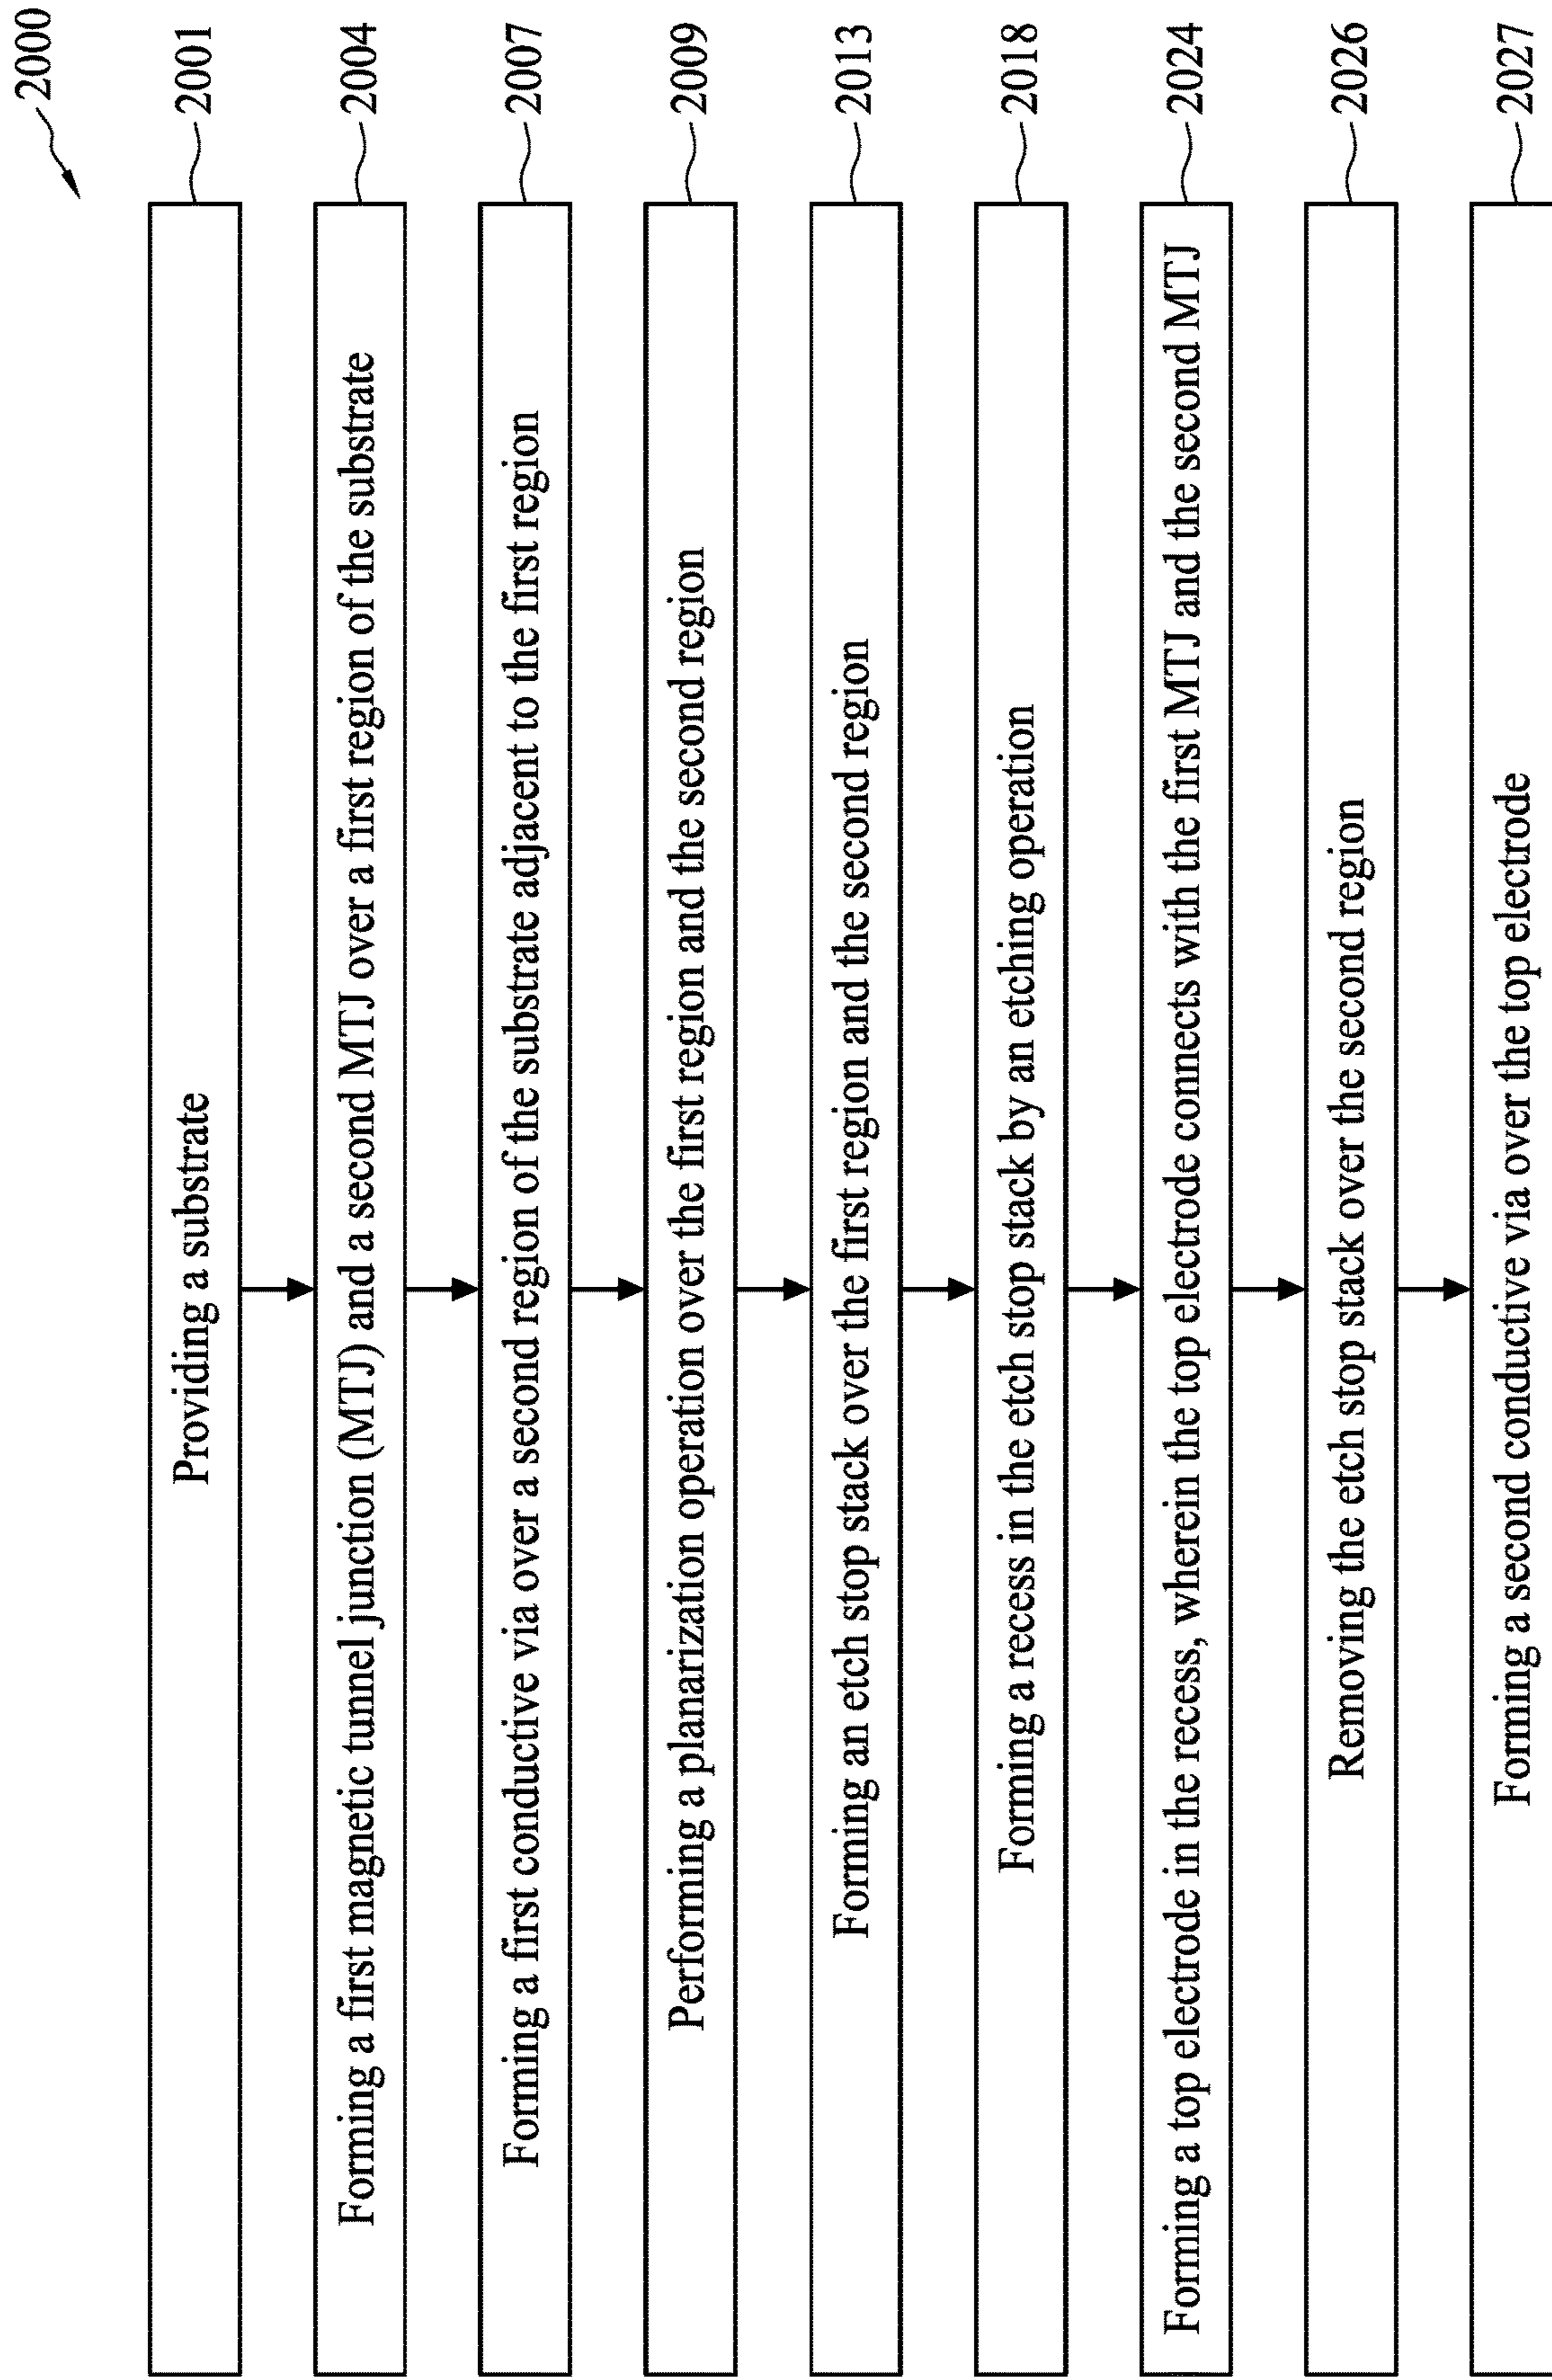 2000
Providing a substrate 2001
Forming a first magnetic tunnel junction (MTJ) and a second MTJ over a first region of the substrate 2004
Forming a first conductive via over a second region of the substrate adjacent to the first region 2007
Performing a planarization operation over the first region and the second region 2009
Forming an etch stop stack over the first region and the second region 2013
Forming a recess in the etch stop stack by an etching operation 2018
Forming a top electrode in the recess, wherein the top electrode connects with the first MTJ and the second MTJ 2024
Removing the etch stop stack over the second region 2026
Forming a second conductive via over the top electrode 2027